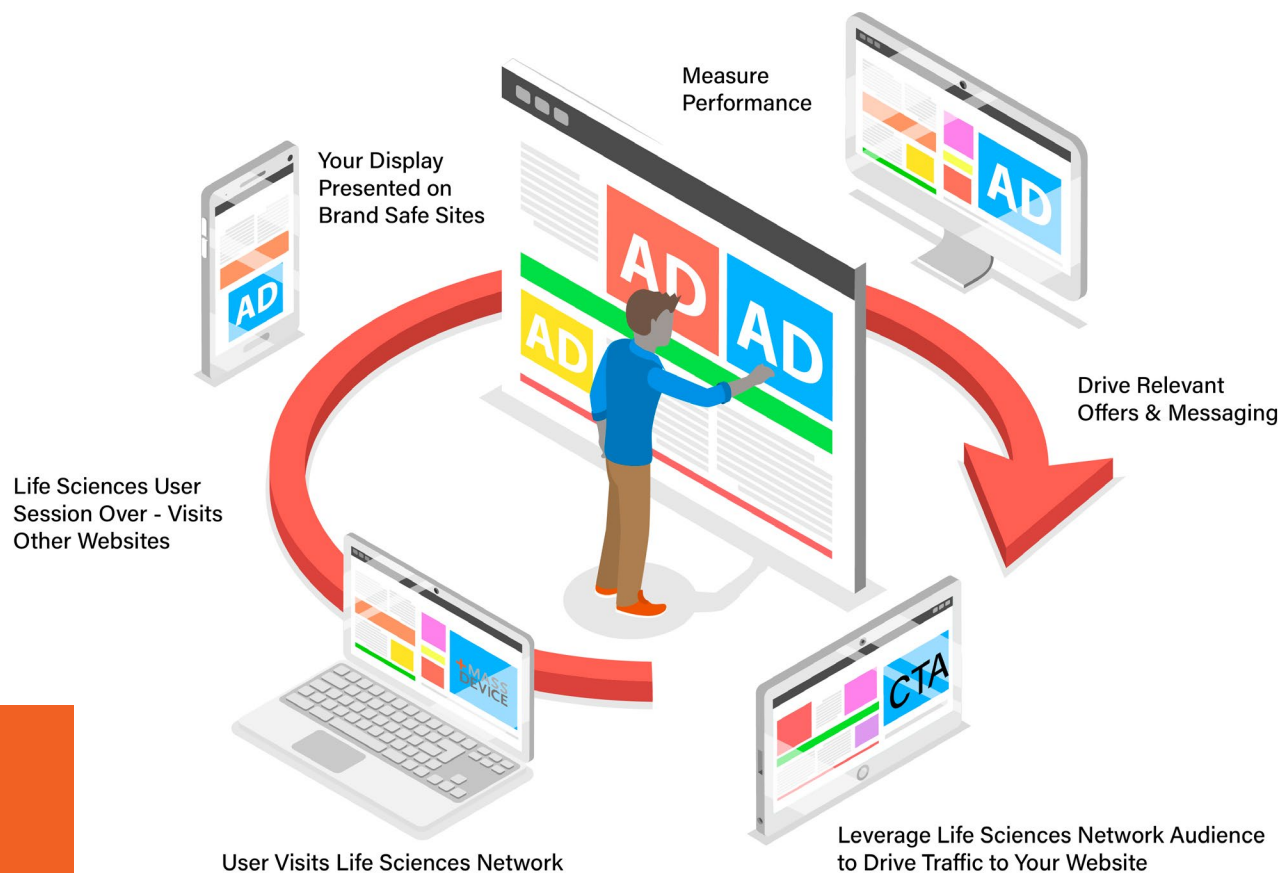 Measure
Performance
AD
Your Display
Presented on
Brand Safe Sites
AD
AD
AD
AD
Drive Relevant
Offers & Messaging
Life Sciences User
Session Over - Visits
Other Websites
+MASS
DEVICE
CTA
Leverage Life Sciences Network Audience
to Drive Traffic to Your Website
User Visits Life Sciences Network